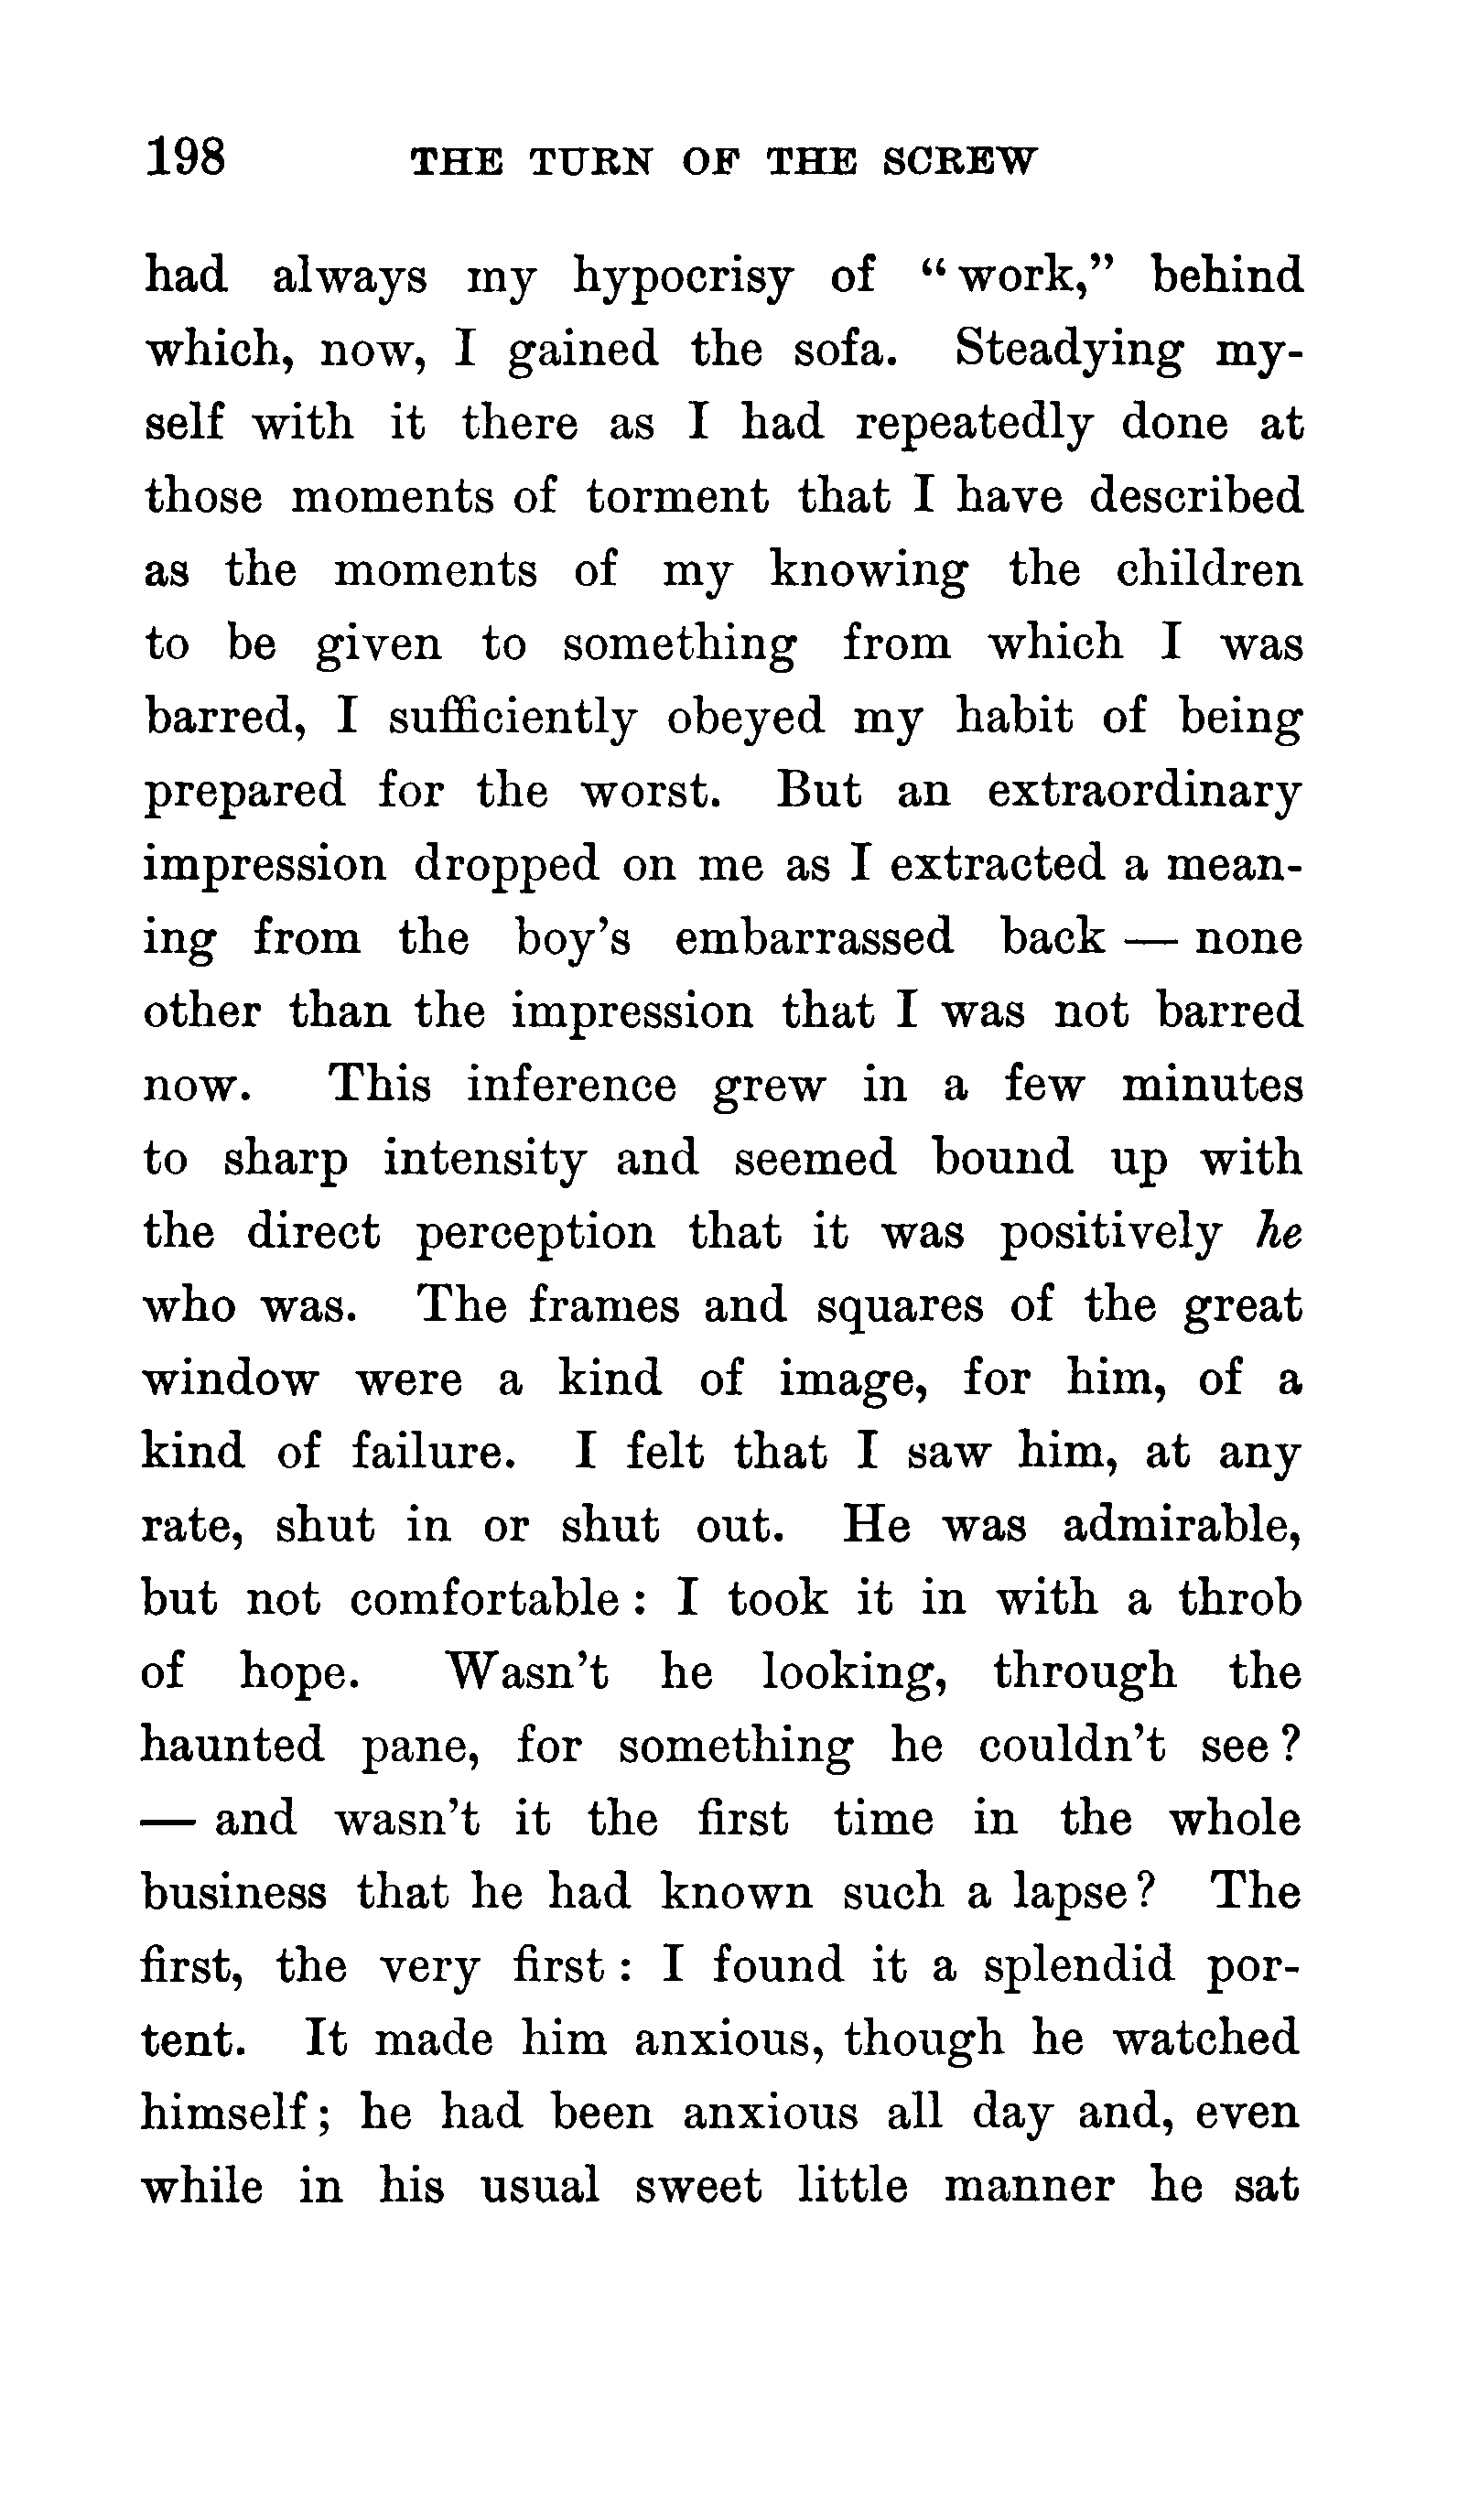 198 THE TURN OF THE SCREW
had always my hypocrisy of “work,” behind
which, now, I gained the sofa. Steadying my-
self with it there as I had repeatedly done at
those moments of torment that I have described
as the moments of my knowing the children
to be given to something from which I was
barred, I sufficiently obeyed my habit of being
prepared for the worst. But an extraordinary
impression dropped on me as I extracted a mean-
ing from the boy’s embarrassed back — none
other than the impression that I was not barred
now. This inference grew in a few minutes
to sharp intensity and seemed bound up with
the direct perception that it was positively he
who was. The frames and squares of the great
window were a kind of image, for him, of a
kind of failure. I felt that I saw him, at any
rate, shut in or shut out. He was admirable,
but not comfortable: I took it in with a throb
of hope. Wasn’t he looking, through the
haunted pane, for something he couldn’t see?
— and wasn’t it the first time in the whole
business that he had known such a lapse? The
first, the very first: I found it a splendid por-
tent. It made him anxious, though he watched
himself; he had been anxious all day and, even
while in his usual sweet little manner he sat